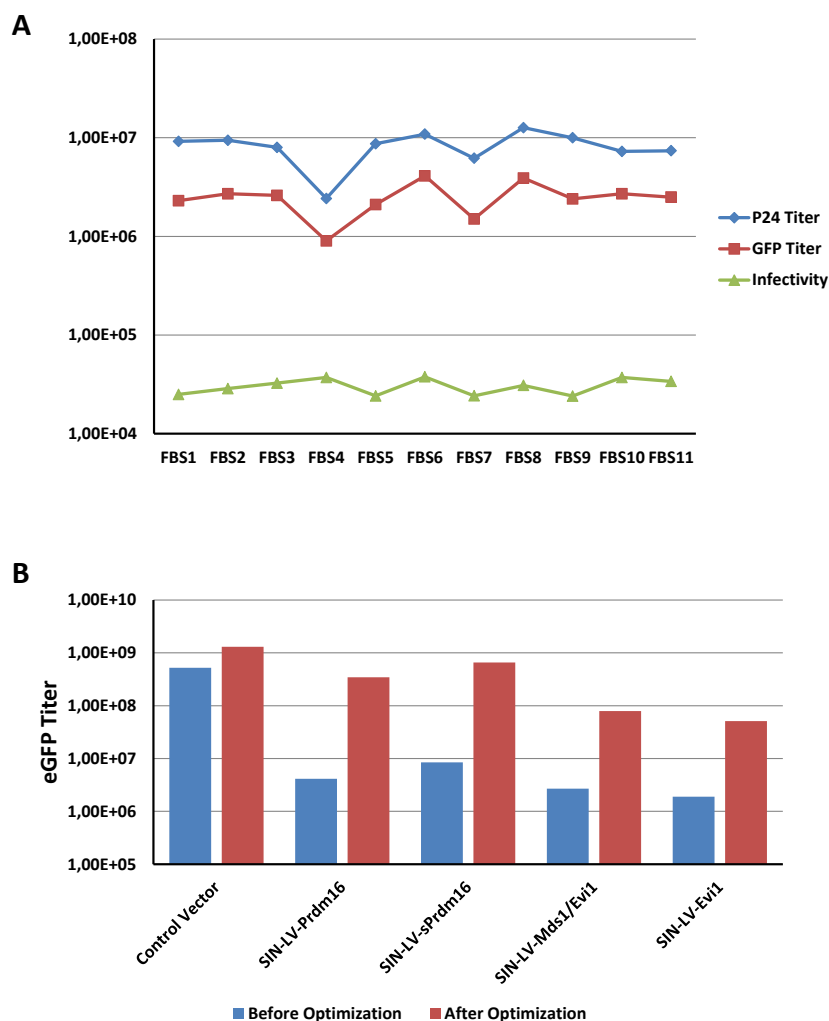 A
1,00E+08
1,00E+07
1,00E+06
1,00E+05
1,00E+04
FBS1 FBS2 FBS3 FBS4 FBS5 FBS6 FBS7 FBS8 FBS9 FBS10 FBS11
P24 Titer
GFP Titer
Infectivity
B
eGFP Titer
1,00E+10
1,00E+09
1,00E+08
1,00E+07
1,00E+06
1,00E+05
Control Vector
SIN-LV-Prdm16
SIN-LV-sPrdm16
SIN-LV-Mds1/Evi1
SIN-LV-Evi1
Before Optimization After Optimization